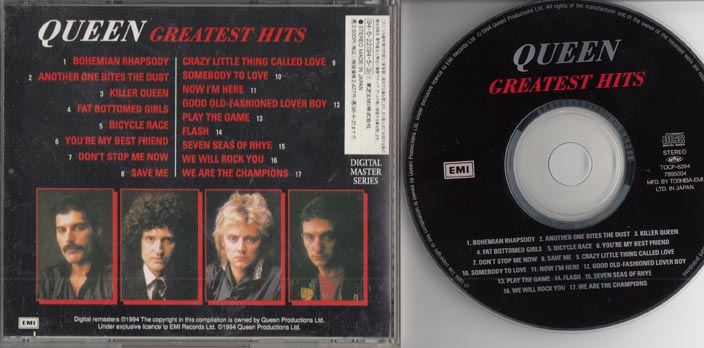 QUEEN GREATEST HITS
1 BOHEMIAN RHAPSODY
2 ANOTHER ONE BITES THE DUST
3 KILLER QUEEN
4 FAT BOTTOMED GIRLS
5 BICYCLE RACE
6 YOU'RE MY BEST FRIEND
7 DON'T STOP ME NOW
8 SAVE ME
CRAZY LITTLE THING CALLED LOVE 9
SOMEBODY TO LOVE 10
NOW I'M HERE 11
GOOD OLD-FASHIONED LOVER BOY 12
PLAY THE GAME 13
FLASH 14
SEVEN SEAS OF RHYE 15
WE WILL ROCK YOU 16
WE ARE THE CHAMPIONS 17
STEREO MADE IN JAPAN
DIGITAL
MASTER
SERIES
EMI
Digital remasters ©1994 The copyright in this compilation is owned by Queen Productions Ltd.
Under exclusive licence to EMI Records Ltd. ©1994 Queen Productions Ltd.
QUEEN
GREATEST HITS
EMI
STEREO
TOCP-8284
7895004
MFD. BY TOSHIBA-EMI
LTD. IN JAPAN.
1. BOHEMIAN RHAPSODY 2. ANOTHER ONE BITES THE DUST 3. KILLER QUEEN
4. FAT BOTTOMED GIRLS 5. BICYCLE RACE 6. YOU'RE MY BEST FRIEND
7. DON'T STOP ME NOW 8. SAVE ME 9. CRAZY LITTLE THING CALLED LOVE
10. SOMEBODY TO LOVE 11. NOW I'M HERE 12. GOOD OLD-FASHIONED LOVER BOY
13. PLAY THE GAME 14. FLASH 15. SEVEN SEAS OF RHYE
16. WE WILL ROCK YOU 17. WE ARE THE CHAMPIONS